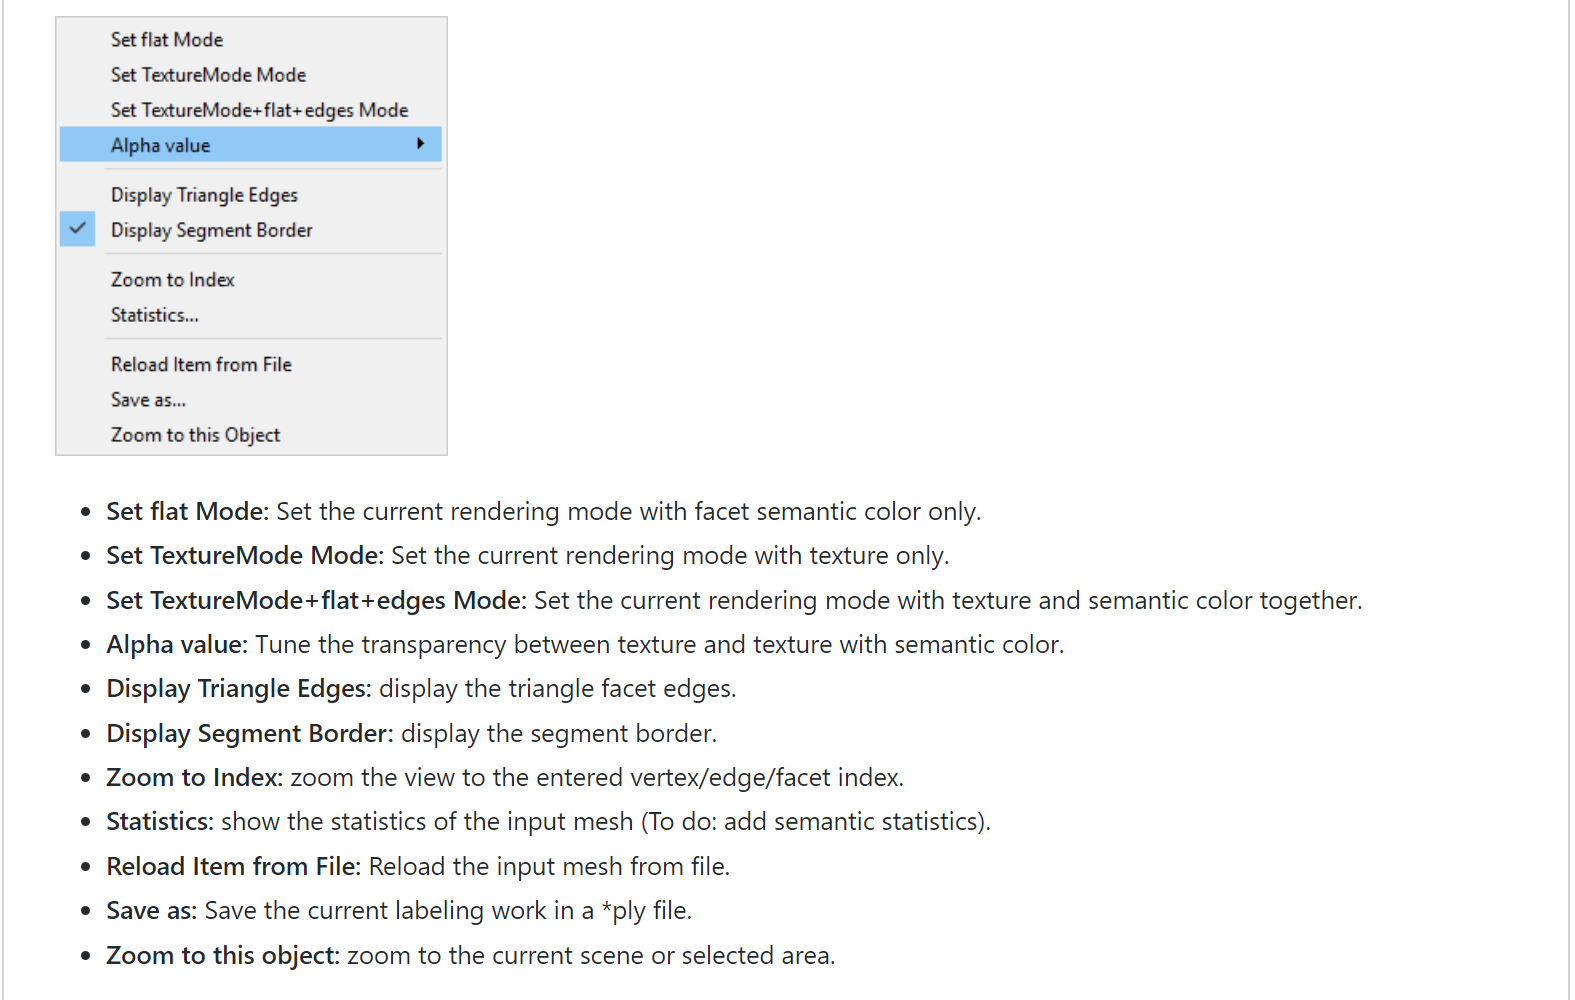 Set flat Mode
Set TextureMode Mode
Set TextureMode+flat+edges Mode
Alpha value
Display Triangle Edges
Display Segment Border
Zoom to Index
Statistics...
Reload Item from File
Save as...
Zoom to this Object
Set flat Mode: Set the current rendering mode with facet semantic color only.
Set TextureMode Mode: Set the current rendering mode with texture only.
Set TextureMode+flat+edges Mode: Set the current rendering mode with texture and semantic color together.
Alpha value: Tune the transparency between texture and texture with semantic color.
Display Triangle Edges: display the triangle facet edges.
Display Segment Border: display the segment border.
Zoom to Index: zoom the view to the entered vertex/edge/facet index.
Statistics: show the statistics of the input mesh (To do: add semantic statistics).
Reload Item from File: Reload the input mesh from file.
Save as: Save the current labeling work in a *ply file.
Zoom to this object: zoom to the current scene or selected area.